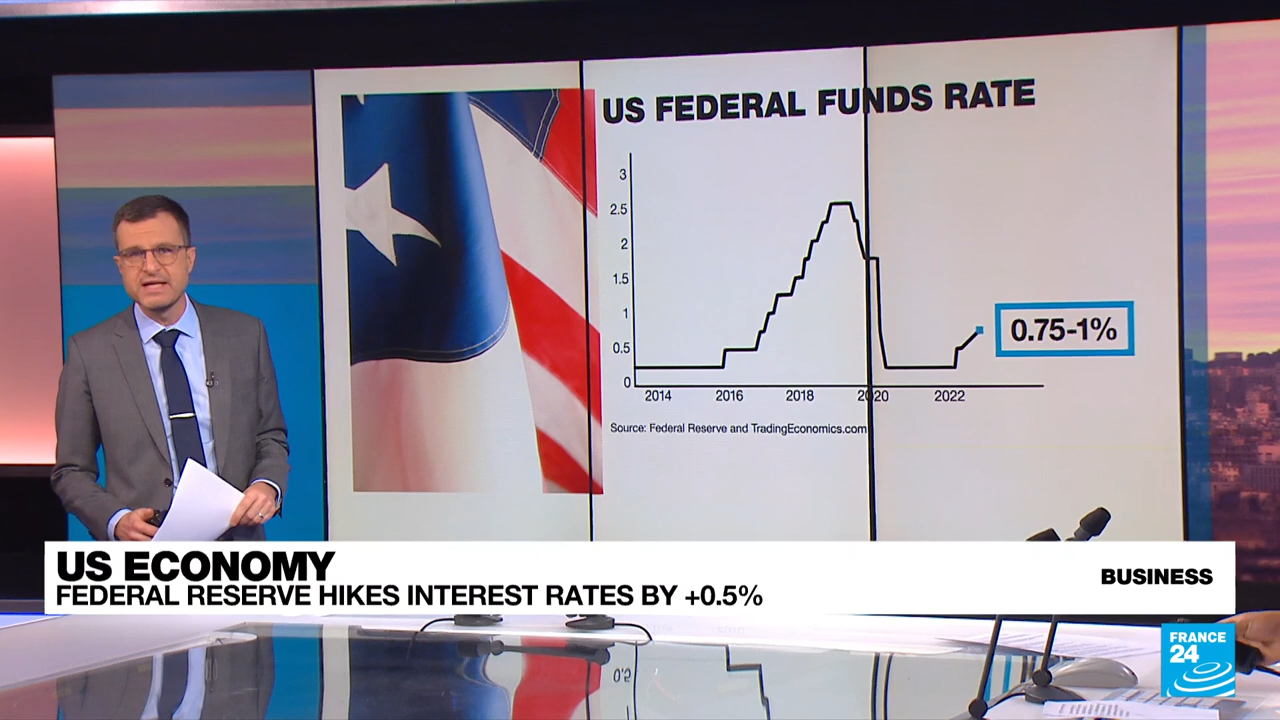 US FEDERAL FUNDS RATE
3
2.5
2
1.5
1
0.5
0
2014 2016 2018 2020 2022
0.75-1%
Source: Federal Reserve and TradingEconomics.com
US ECONOMY
FEDERAL RESERVE HIKES INTEREST RATES BY +0.5%
BUSINESS
FRANCE
24